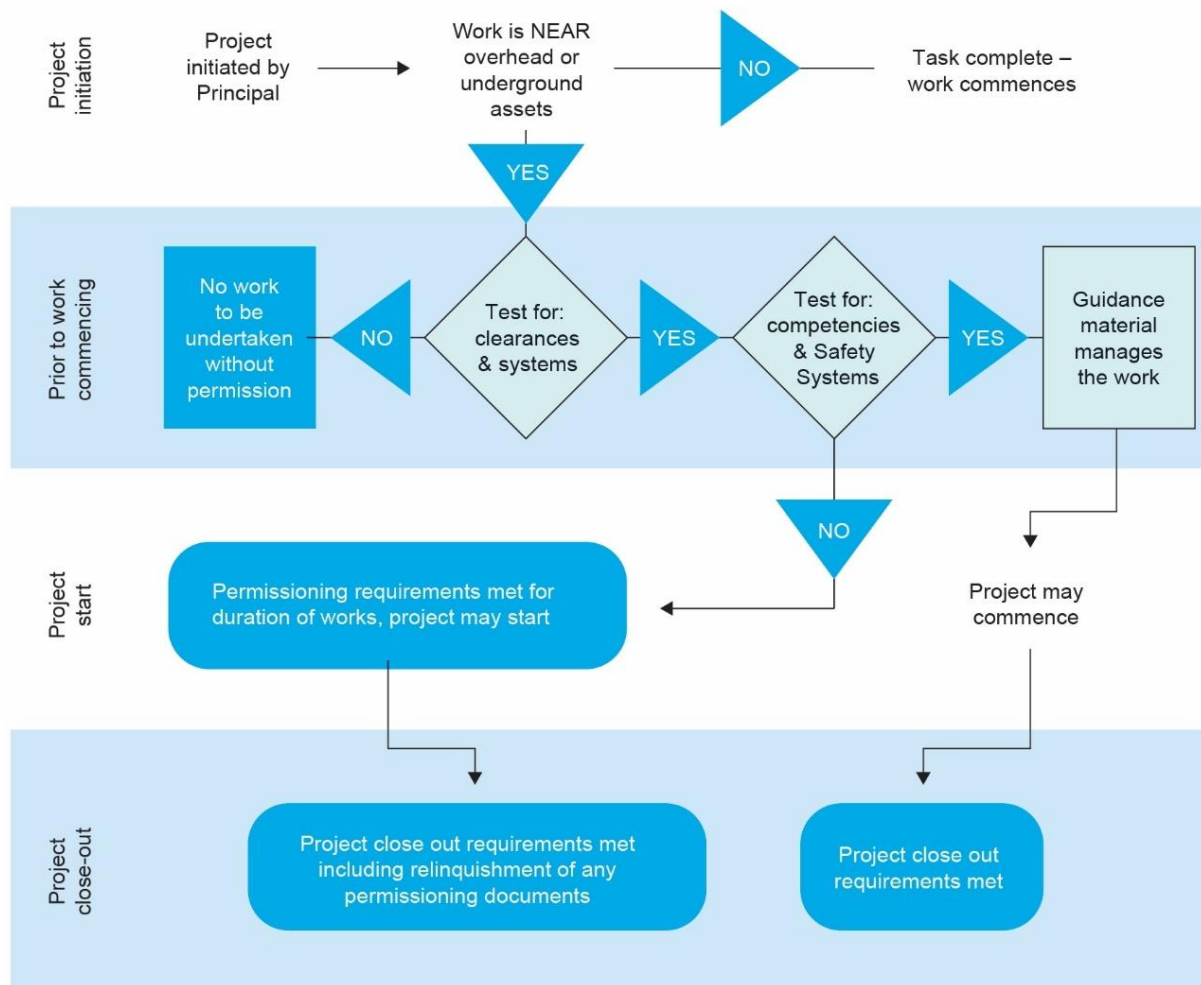 Project
initiation
Project
initiated by
Principal
Work is NEAR
overhead or
underground
assets
NO
Task complete –
work commences
YES
Prior to work
commencing
No work
to be
undertaken
without
permission
NO
Test for:
clearances
& systems
YES
Test for:
competencies
& Safety
Systems
YES
Guidance
material
manages
the work
NO
Project
start
Permissioning requirements met for
duration of works, project may start
Project may
commence
Project
close-out
Project close out requirements met
including relinquishment of any
permissioning documents
Project close out
requirements met